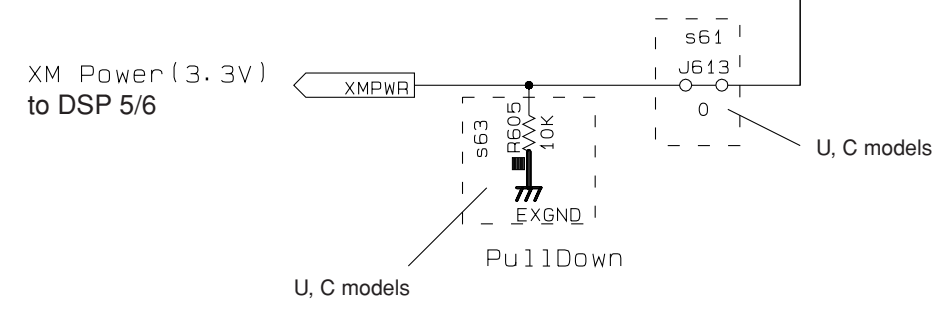 s61
J613
0
XM Power(3.3V)
to DSP 5/6
XMPWR
U, C models
s63
R605
10K
EXGND
PullDown
U, C models